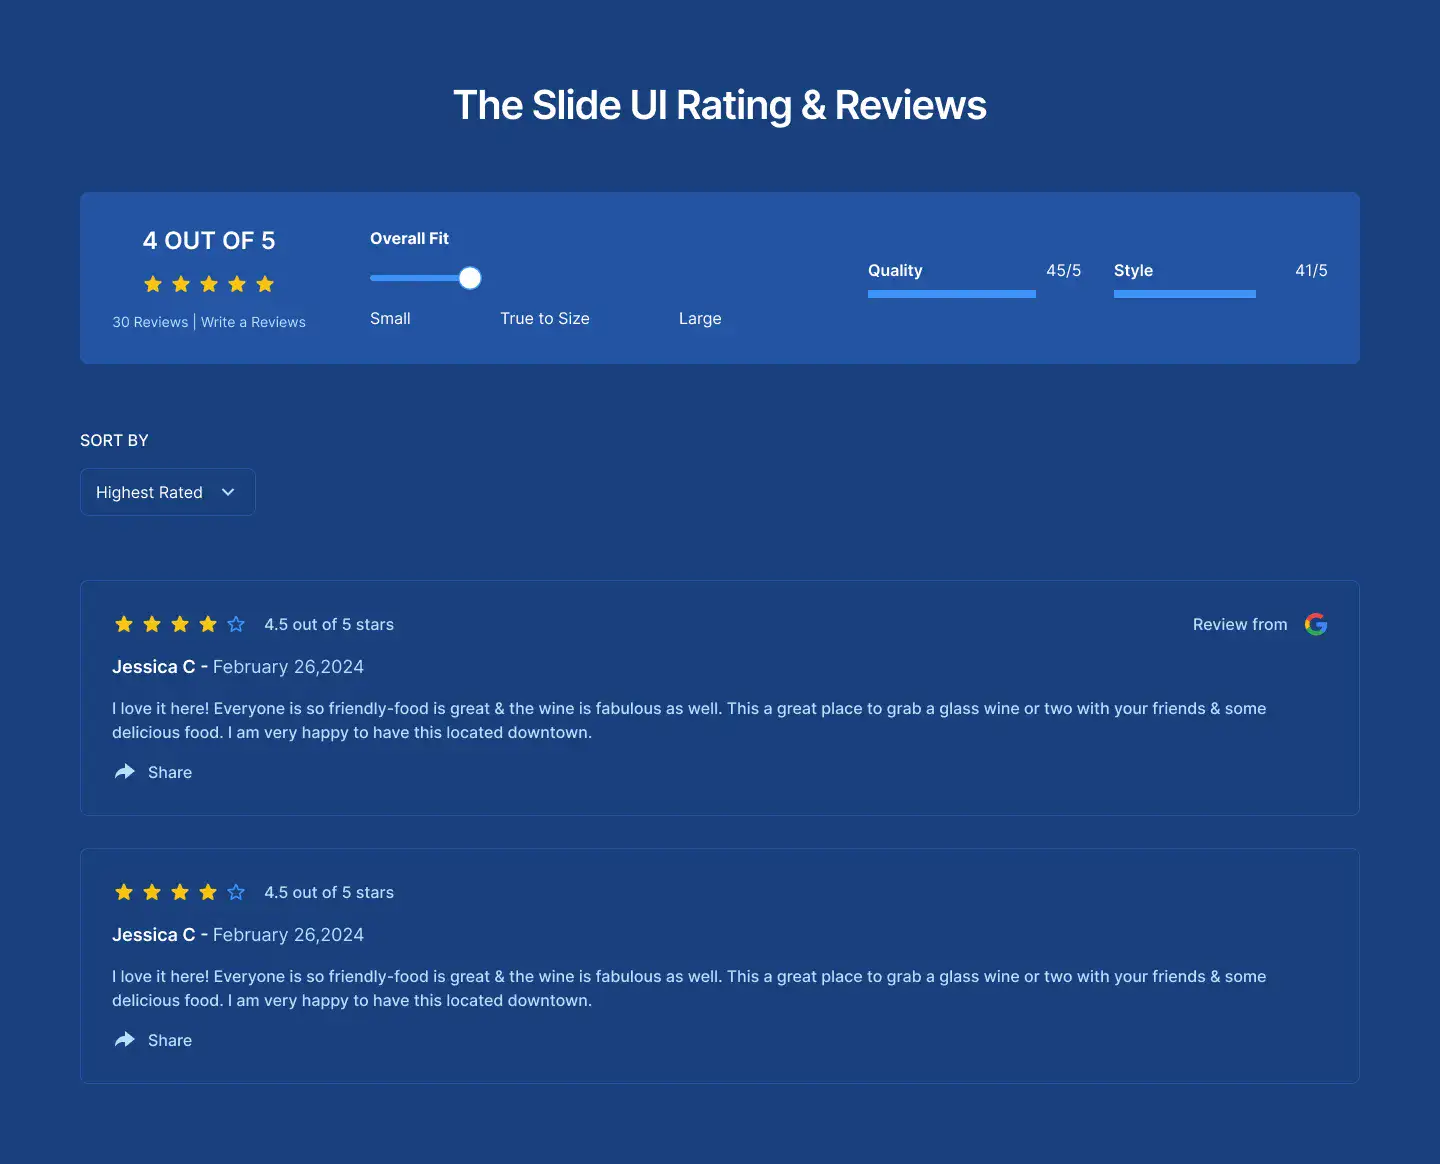 The Slide UI Rating & Reviews
4 OUT OF 5
30 Reviews | Write a Reviews
Overall Fit
Small
True to Size
Large
Quality
45/5
Style
41/5
SORT BY
Highest Rated
4.5 out of 5 stars
Review from
Jessica C - February 26,2024
I love it here! Everyone is so friendly-food is great & the wine is fabulous as well. This a great place to grab a glass wine or two with your friends & some
delicious food. I am very happy to have this located downtown.
Share
4.5 out of 5 stars
Jessica C - February 26,2024
I love it here! Everyone is so friendly-food is great & the wine is fabulous as well. This a great place to grab a glass wine or two with your friends & some
delicious food. I am very happy to have this located downtown.
Share